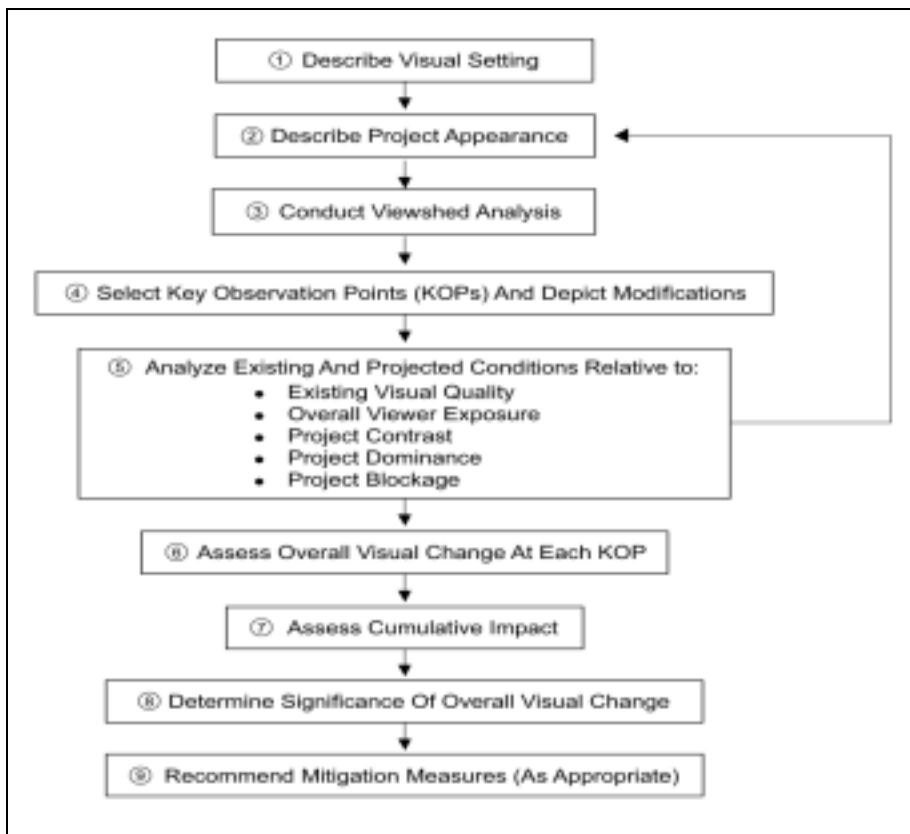 ① Describe Visual Setting
② Describe Project Appearance
③ Conduct Viewshed Analysis
④ Select Key Observation Points (KOPs) And Depict Modifications
⑤ Analyze Existing And Projected Conditions Relative to:
• Existing Visual Quality
• Overall Viewer Exposure
• Project Contrast
• Project Dominance
• Project Blockage
⑥ Assess Overall Visual Change At Each KOP
⑦ Assess Cumulative Impact
⑧ Determine Significance Of Overall Visual Change
⑨ Recommend Mitigation Measures (As Appropriate)